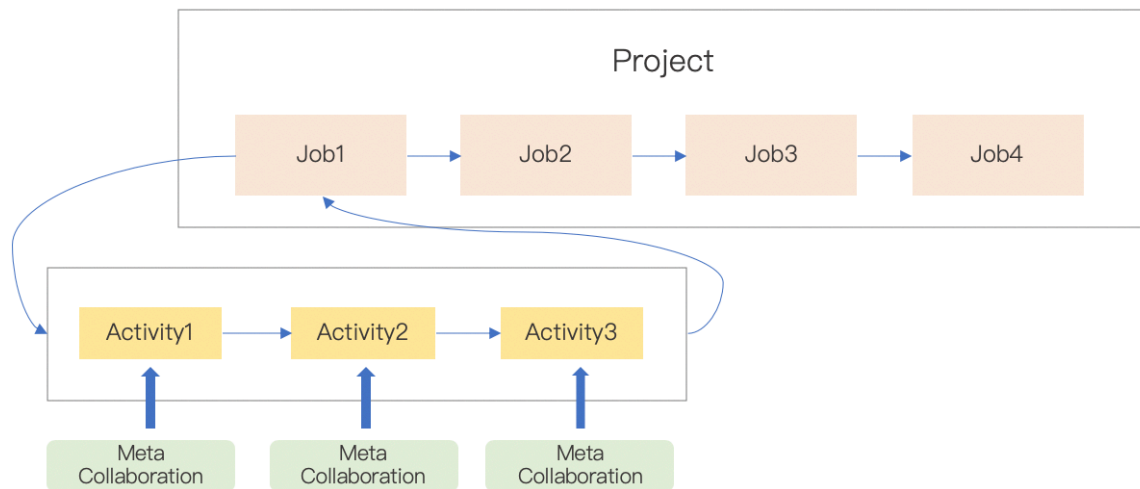 Project
Job1
Job2
Job3
Job4
Activity1
Activity2
Activity3
Meta
Collaboration
Meta
Collaboration
Meta
Collaboration